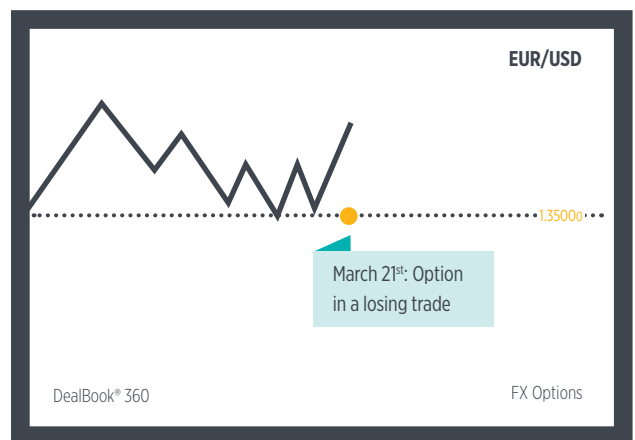 EUR/USD
1.35000
March 21st: Option
in a losing trade
DealBook® 360
FX Options